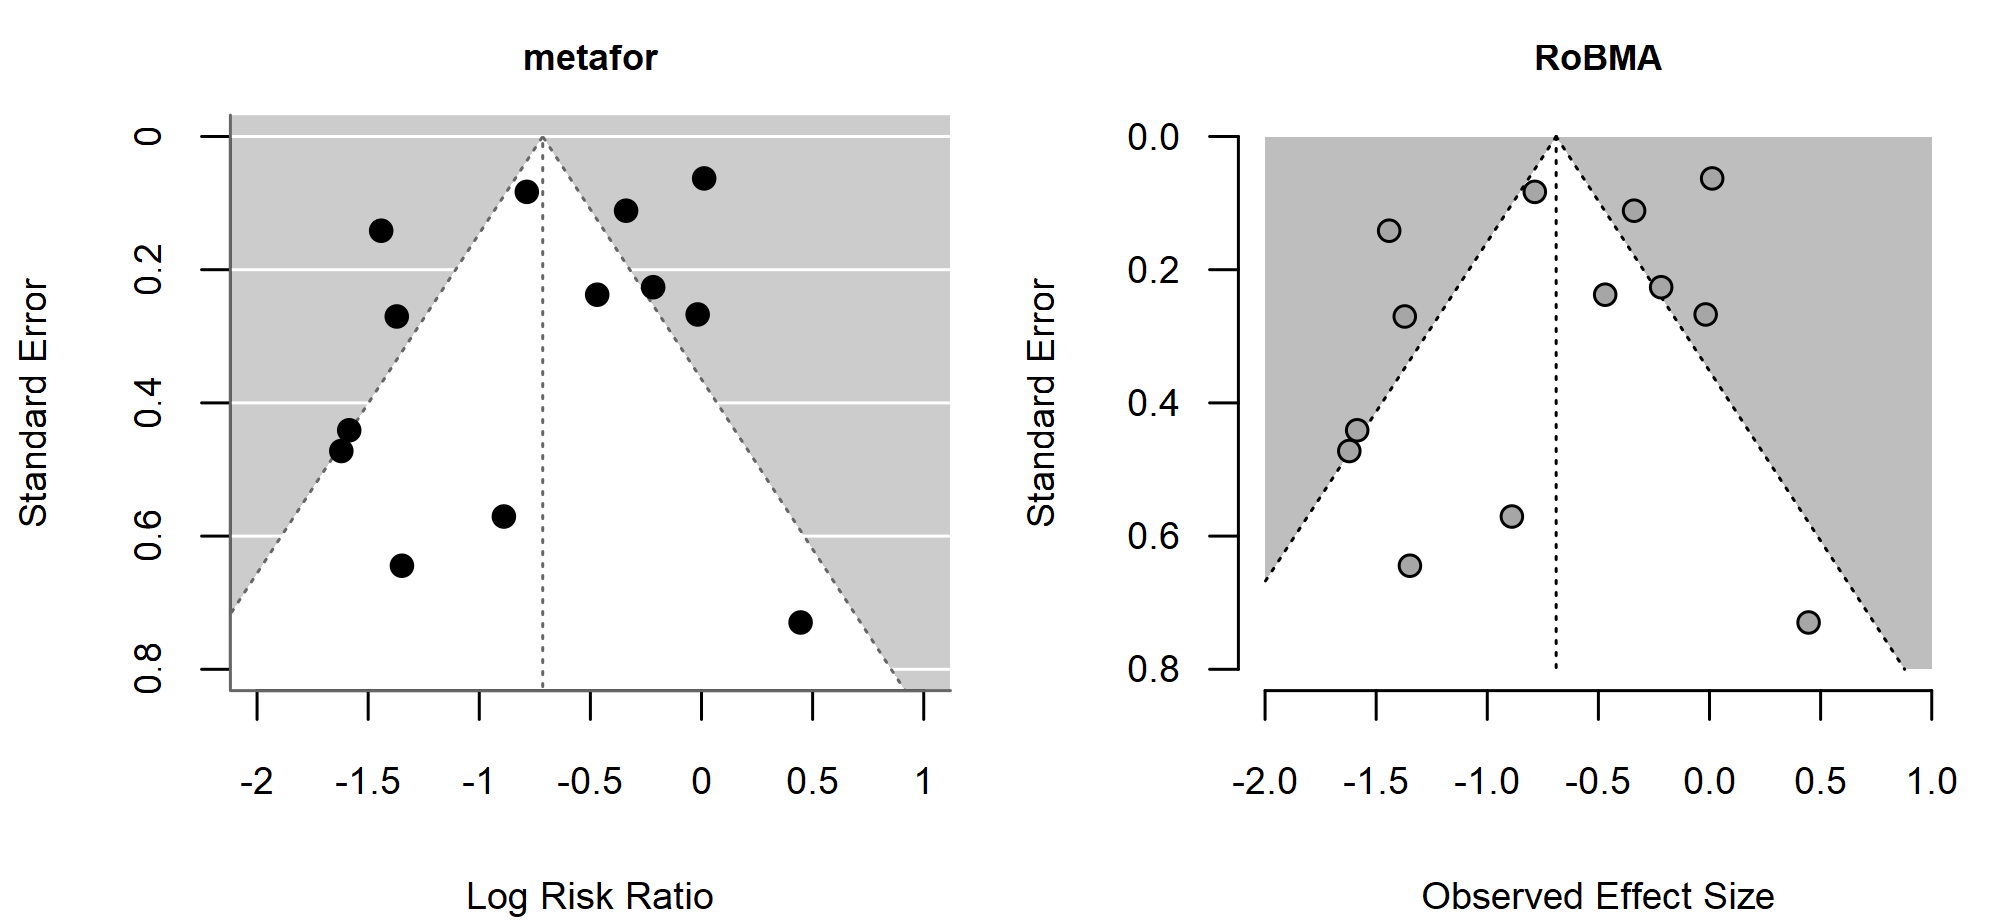 metafor
Standard Error
0
0.2
0.4
0.6
0.8
-2 -1.5 -1 -0.5 0 0.5 1
Log Risk Ratio
RoBMA
Standard Error
0.0
0.2
0.4
0.6
0.8
-2.0 -1.5 -1.0 -0.5 0.0 0.5 1.0
Observed Effect Size